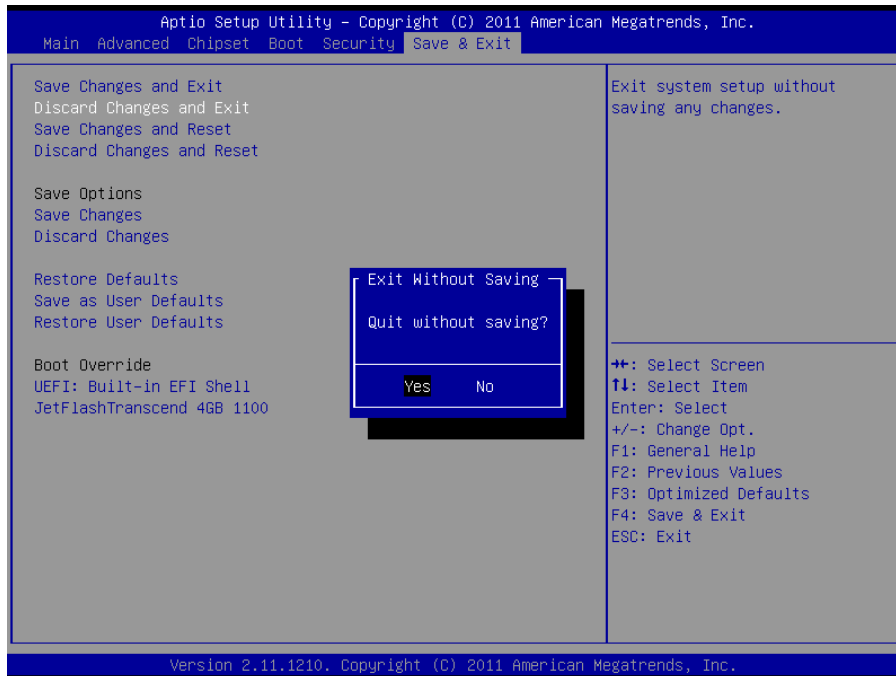 Aptio Setup Utility – Copyright (C) 2011 American Megatrends, Inc.
Main Advanced Chipset Boot Security Save & Exit
Save Changes and Exit
Discard Changes and Exit
Save Changes and Reset
Discard Changes and Reset
Save Options
Save Changes
Discard Changes
Restore Defaults
Save as User Defaults
Restore User Defaults
Boot Override
UEFI: Built-in EFI Shell
JetFlashTranscend 4GB 1100
Exit Without Saving
Quit without saving?
Yes No
Exit system setup without
saving any changes.
→←: Select Screen
↑↓: Select Item
Enter: Select
+/-: Change Opt.
F1: General Help
F2: Previous Values
F3: Optimized Defaults
F4: Save & Exit
ESC: Exit
Version 2.11.1210. Copyright (C) 2011 American Megatrends, Inc.